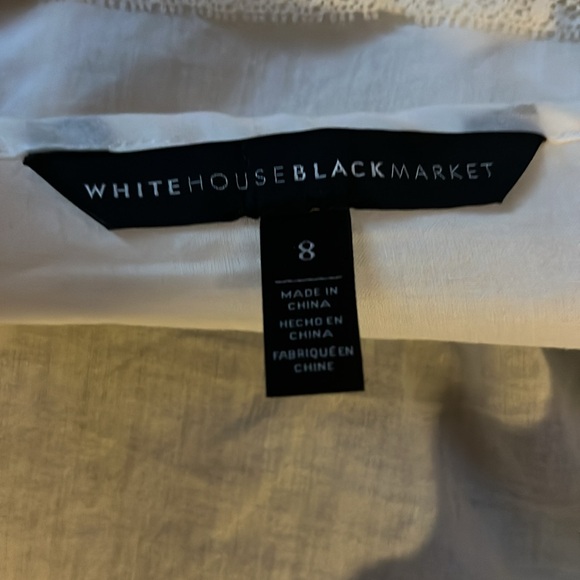 WHITEHOUSEBLACKMARKET
8
MADE IN
CHINA
HECHO EN
CHINA
FABRIQUÉ EN
CHINE